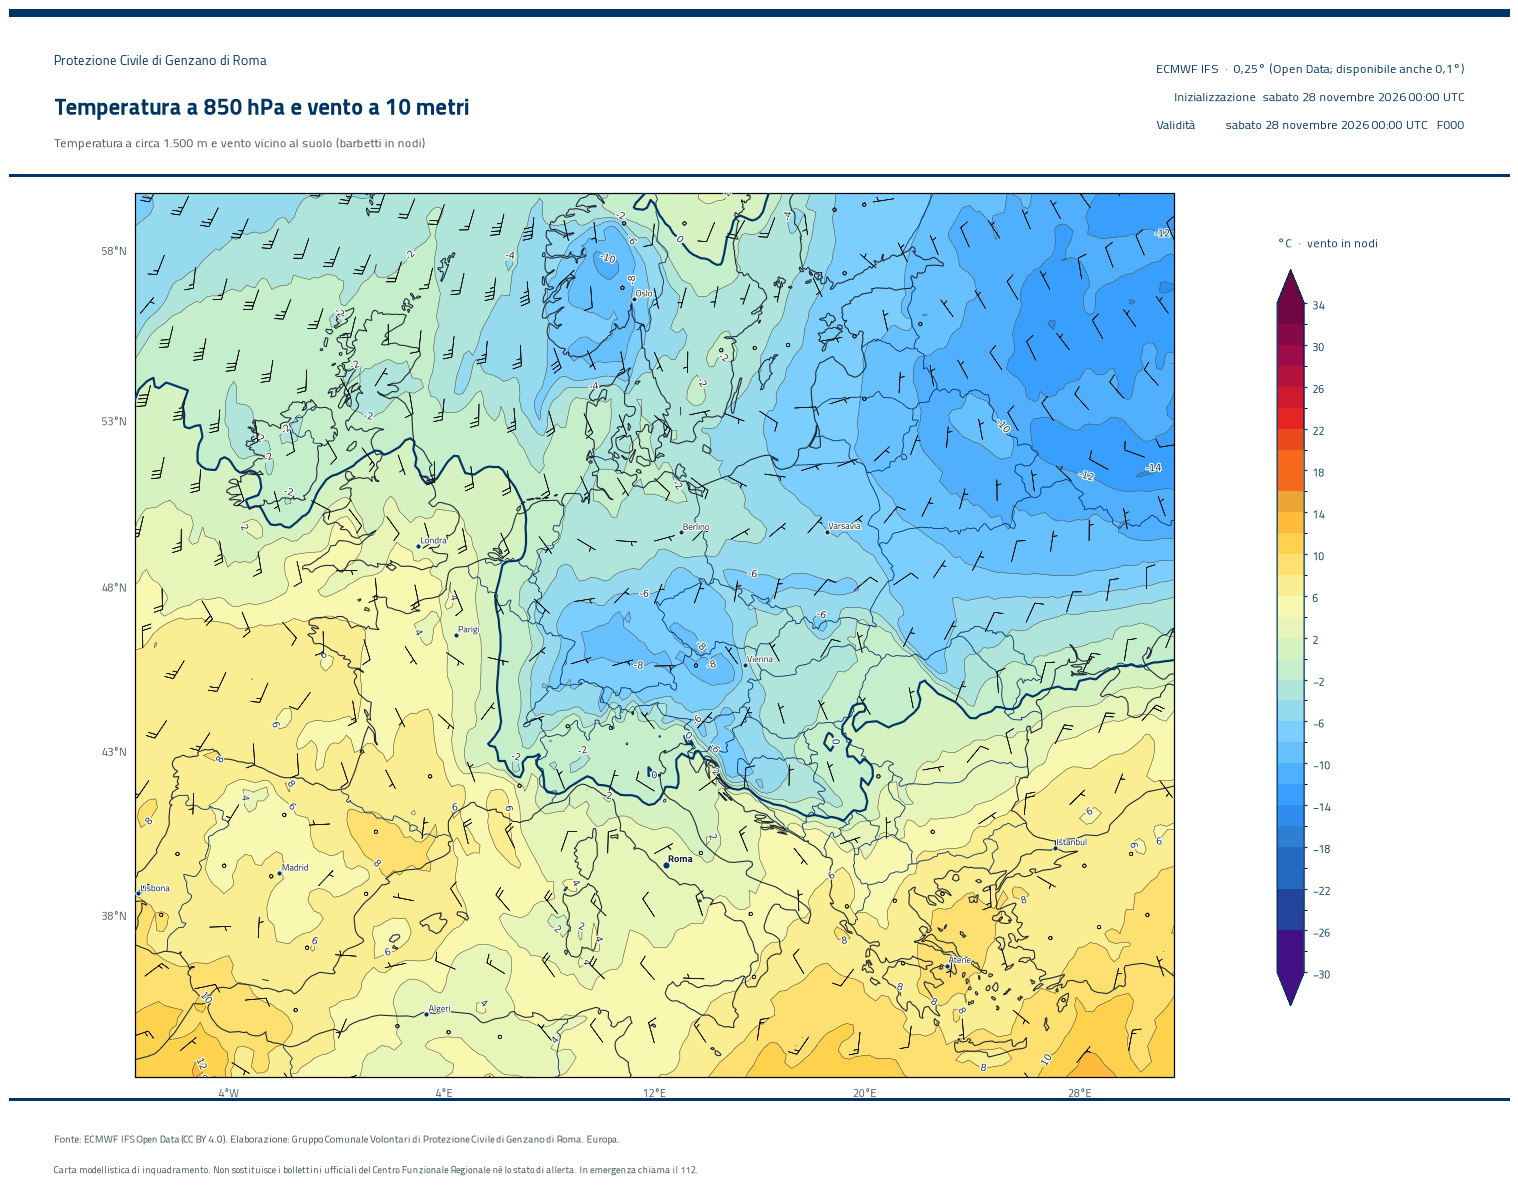 Protezione Civile di Genzano di Roma
Temperatura a 850 hPa e vento a 10 metri
Temperatura a circa 1.500 m e vento vicino al suolo (barbetti in nodi)
ECMWF IFS · 0,25° (Open Data; disponibile anche 0,1°)
Inizializzazione sabato 28 novembre 2026 00:00 UTC
Validità sabato 28 novembre 2026 00:00 UTC F000
°C · vento in nodi
34
30
26
22
18
14
10
6
2
−2
−6
−10
−14
−18
−22
−26
−30
58°N
53°N
48°N
43°N
38°N
4°W
4°E
12°E
20°E
28°E
Oslo
Berlino
Varsavia
Londra
Parigi
Vienna
Roma
Madrid
Lisbona
Istanbul
Atene
Algeri
Fonte: ECMWF IFS Open Data (CC BY 4.0). Elaborazione: Gruppo Comunale Volontari di Protezione Civile di Genzano di Roma. Europa.
Carta modellistica di inquadramento. Non sostituisce i bollettini ufficiali del Centro Funzionale Regionale né lo stato di allerta. In emergenza chiama il 112.